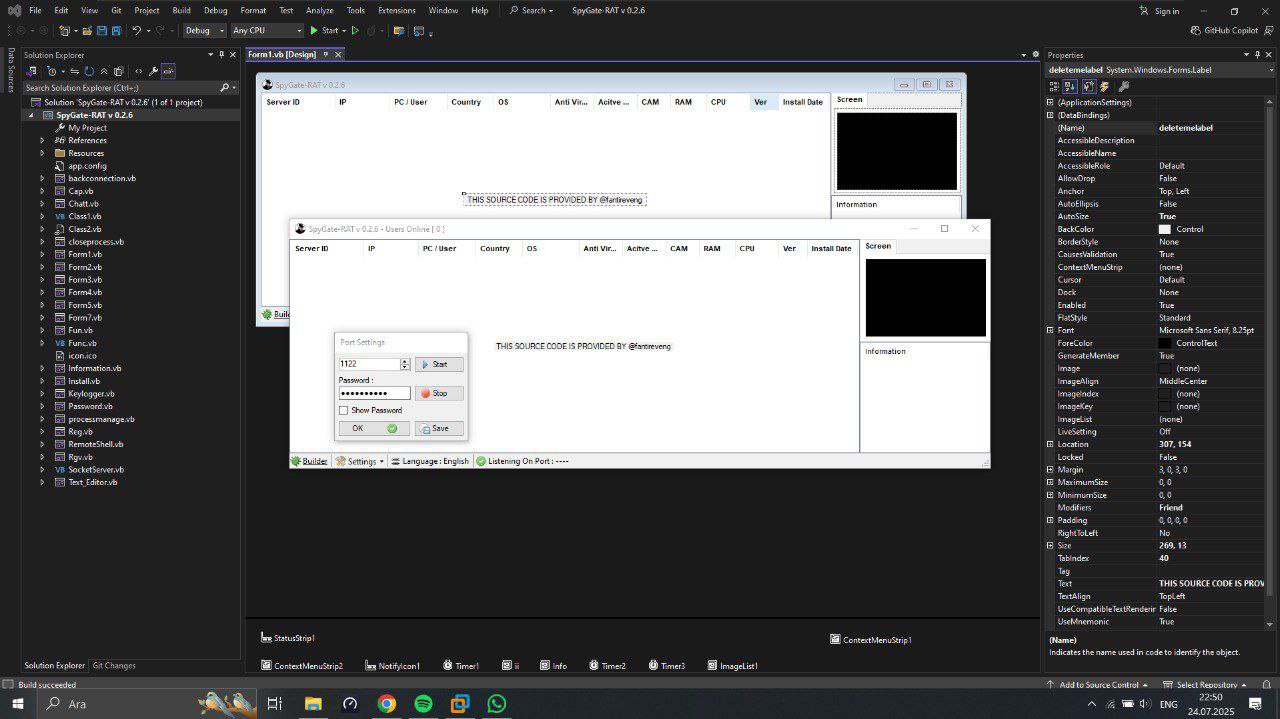 File Edit View Git Project Build Debug Format Test Analyze Tools Extensions Window Help Search SpyGate-RAT v 0.2.6 Sign in
Debug Any CPU Start GitHub Copilot
Data Sources
Solution Explorer
Search Solution Explorer (Ctrl+;)
Solution 'SpyGate-RAT v 0.2.6' (1 of 1 project)
SpyGate-RAT v 0.2.6
My Project
References
Resources
app.config
backconnection.vb
Cap.vb
Chatt.vb
Class1.vb
Class2.vb
closeprocess.vb
Form1.vb
Form2.vb
Form3.vb
Form4.vb
Form5.vb
Form7.vb
Fun.vb
Func.vb
icon.ico
Information.vb
Install.vb
Keylogger.vb
Password.vb
processmanage.vb
Reg.vb
RemoteShell.vb
Rgv.vb
SocketServer.vb
Text_Editor.vb
Solution Explorer Git Changes
Form1.vb [Design]
SpyGate-RAT v 0.2.6
Server ID IP PC / User Country OS Anti Vir... Acitve ... CAM RAM CPU Ver Install Date Screen
THIS SOURCE CODE IS PROVIDED BY @fantireveng
Information
SpyGate-RAT v 0.2.6 - Users Online [ 0 ]
Server ID IP PC / User Country OS Anti Vir... Acitve ... CAM RAM CPU Ver Install Date Screen
Port Settings
1122 Start
Password :
Stop
Show Password
OK Save
THIS SOURCE CODE IS PROVIDED BY @fantireveng
Information
Builder Settings Language : English Listening On Port : ----
StatusStrip1 ContextMenuStrip1
ContextMenuStrip2 NotifyIcon1 Timer1 ii Info Timer2 Timer3 ImageList1
Properties
deletemelabel System.Windows.Forms.Label
(ApplicationSettings)
(DataBindings)
(Name) deletemelabel
AccessibleDescription
AccessibleName
AccessibleRole Default
AllowDrop False
Anchor Top, Left
AutoEllipsis False
AutoSize True
BackColor Control
BorderStyle None
CausesValidation True
ContextMenuStrip (none)
Cursor Default
Dock None
Enabled True
FlatStyle Standard
Font Microsoft Sans Serif, 8.25pt
ForeColor ControlText
GenerateMember True
Image (none)
ImageAlign MiddleCenter
ImageIndex (none)
ImageKey (none)
ImageList (none)
LiveSetting Off
Location 307, 154
Locked False
Margin 3, 0, 3, 0
MaximumSize 0, 0
MinimumSize 0, 0
Modifiers Friend
Padding 0, 0, 0, 0
RightToLeft No
Size 269, 13
TabIndex 40
Tag
Text THIS SOURCE CODE IS PROV
TextAlign TopLeft
UseCompatibleTextRenderin False
UseMnemonic True
(Name)
Indicates the name used in code to identify the object.
Build succeeded Add to Source Control Select Repository
Ara ENG 22:50
24.07.2025